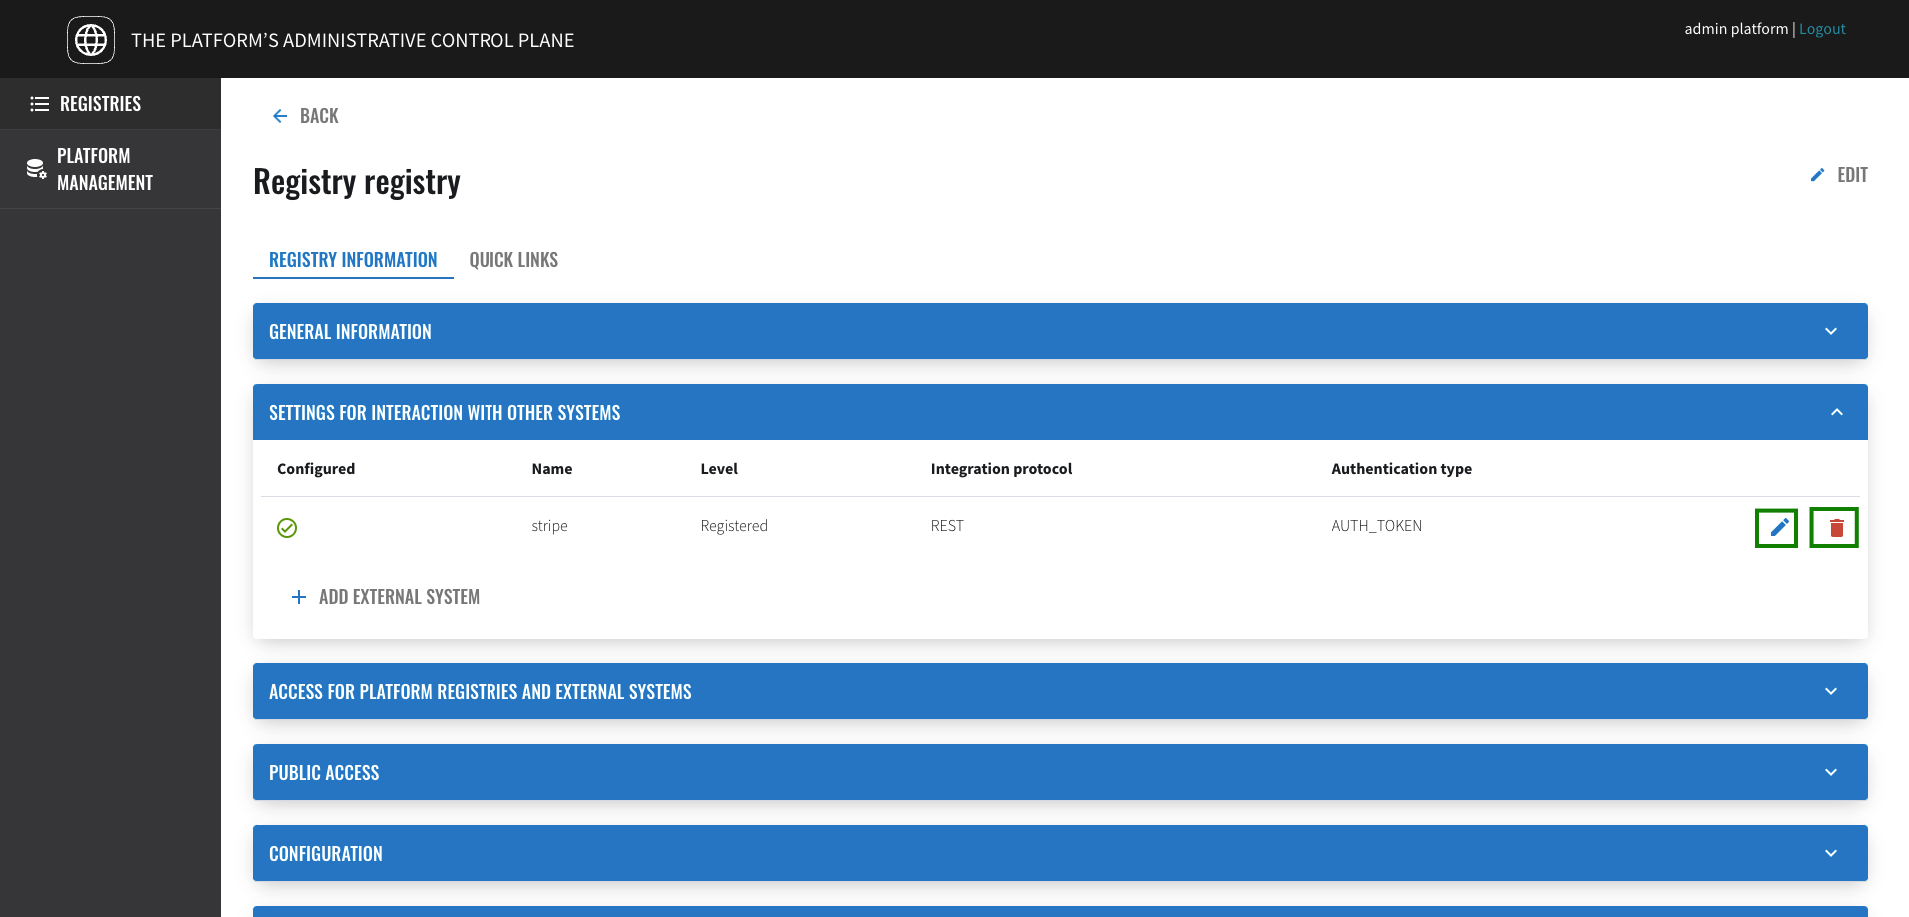 THE PLATFORM’S ADMINISTRATIVE CONTROL PLANE
admin platform | Logout
REGISTRIES
PLATFORM
MANAGEMENT
BACK
Registry registry
EDIT
REGISTRY INFORMATION
QUICK LINKS
GENERAL INFORMATION
SETTINGS FOR INTERACTION WITH OTHER SYSTEMS
Configured Name Level Integration protocol Authentication type
stripe Registered REST AUTH_TOKEN
ADD EXTERNAL SYSTEM
ACCESS FOR PLATFORM REGISTRIES AND EXTERNAL SYSTEMS
PUBLIC ACCESS
CONFIGURATION